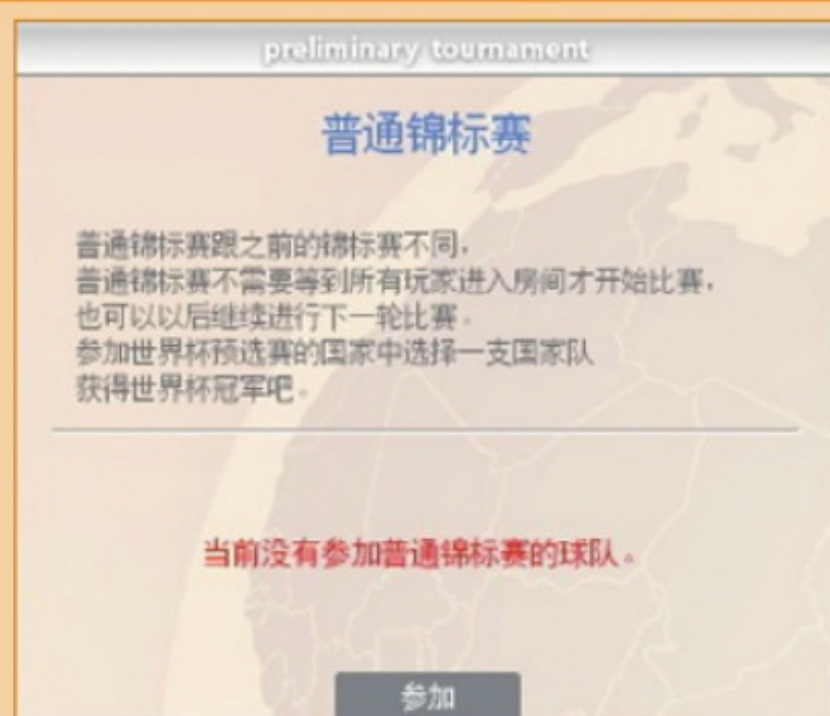 preliminary tournament
普通锦标赛
普通锦标赛跟之前的锦标赛不同，
普通锦标赛不需要等到所有玩家进入房间才开始比赛，
也可以以后继续进行下一轮比赛。
参加世界杯预选赛的国家中选择一支国家队
获得世界杯冠军吧。
当前没有参加普通锦标赛的球队。
参加